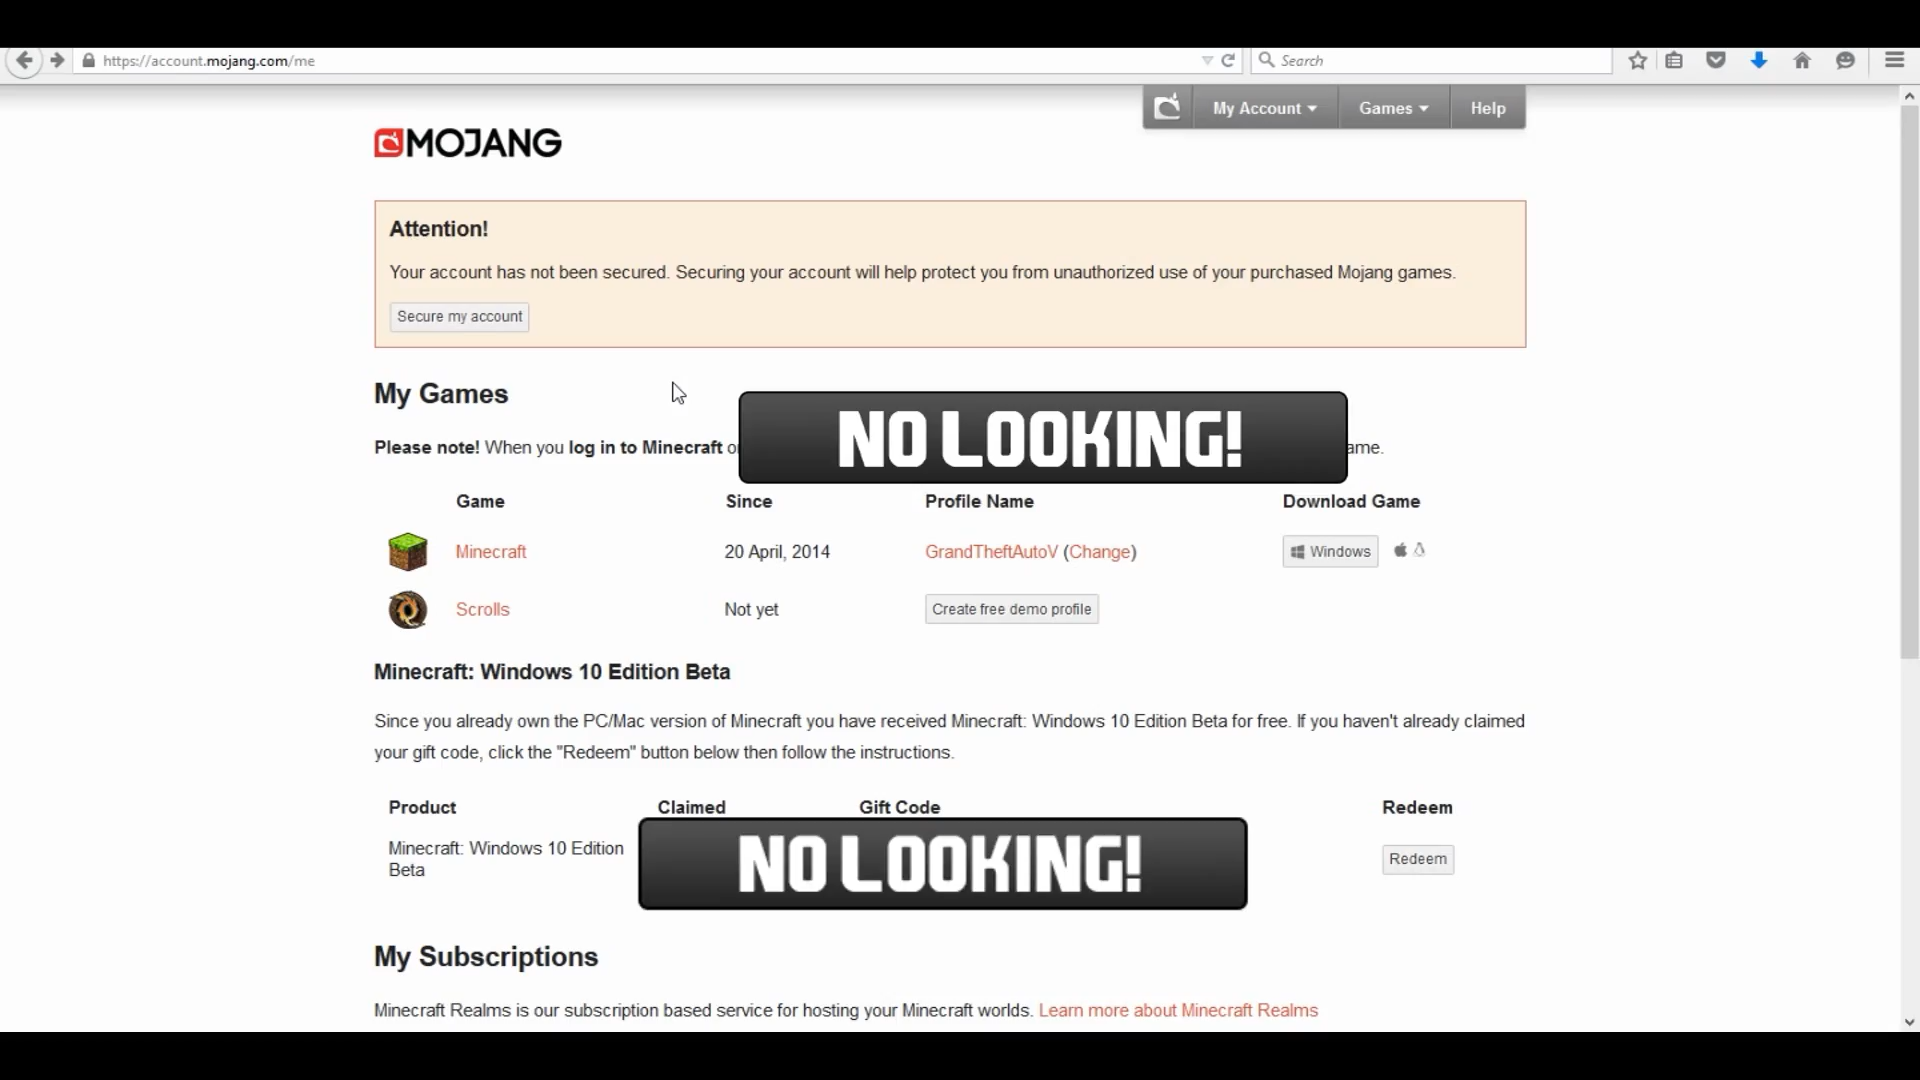 https://account.mojang.com/me
Search
My Account
Games
Help
MOJANG
Attention!
Your account has not been secured. Securing your account will help protect you from unauthorized use of your purchased Mojang games.
Secure my account
My Games
Please note! When you log in to Minecraft
NO LOOKING!
Game Since Profile Name Download Game
Minecraft 20 April, 2014 GrandTheftAutoV (Change) Windows
Scrolls Not yet Create free demo profile
Minecraft: Windows 10 Edition Beta
Since you already own the PC/Mac version of Minecraft you have received Minecraft: Windows 10 Edition Beta for free. If you haven't already claimed
your gift code, click the "Redeem" button below then follow the instructions.
Product Claimed Gift Code Redeem
Minecraft: Windows 10 Edition
Beta
NO LOOKING!
Redeem
My Subscriptions
Minecraft Realms is our subscription based service for hosting your Minecraft worlds. Learn more about Minecraft Realms